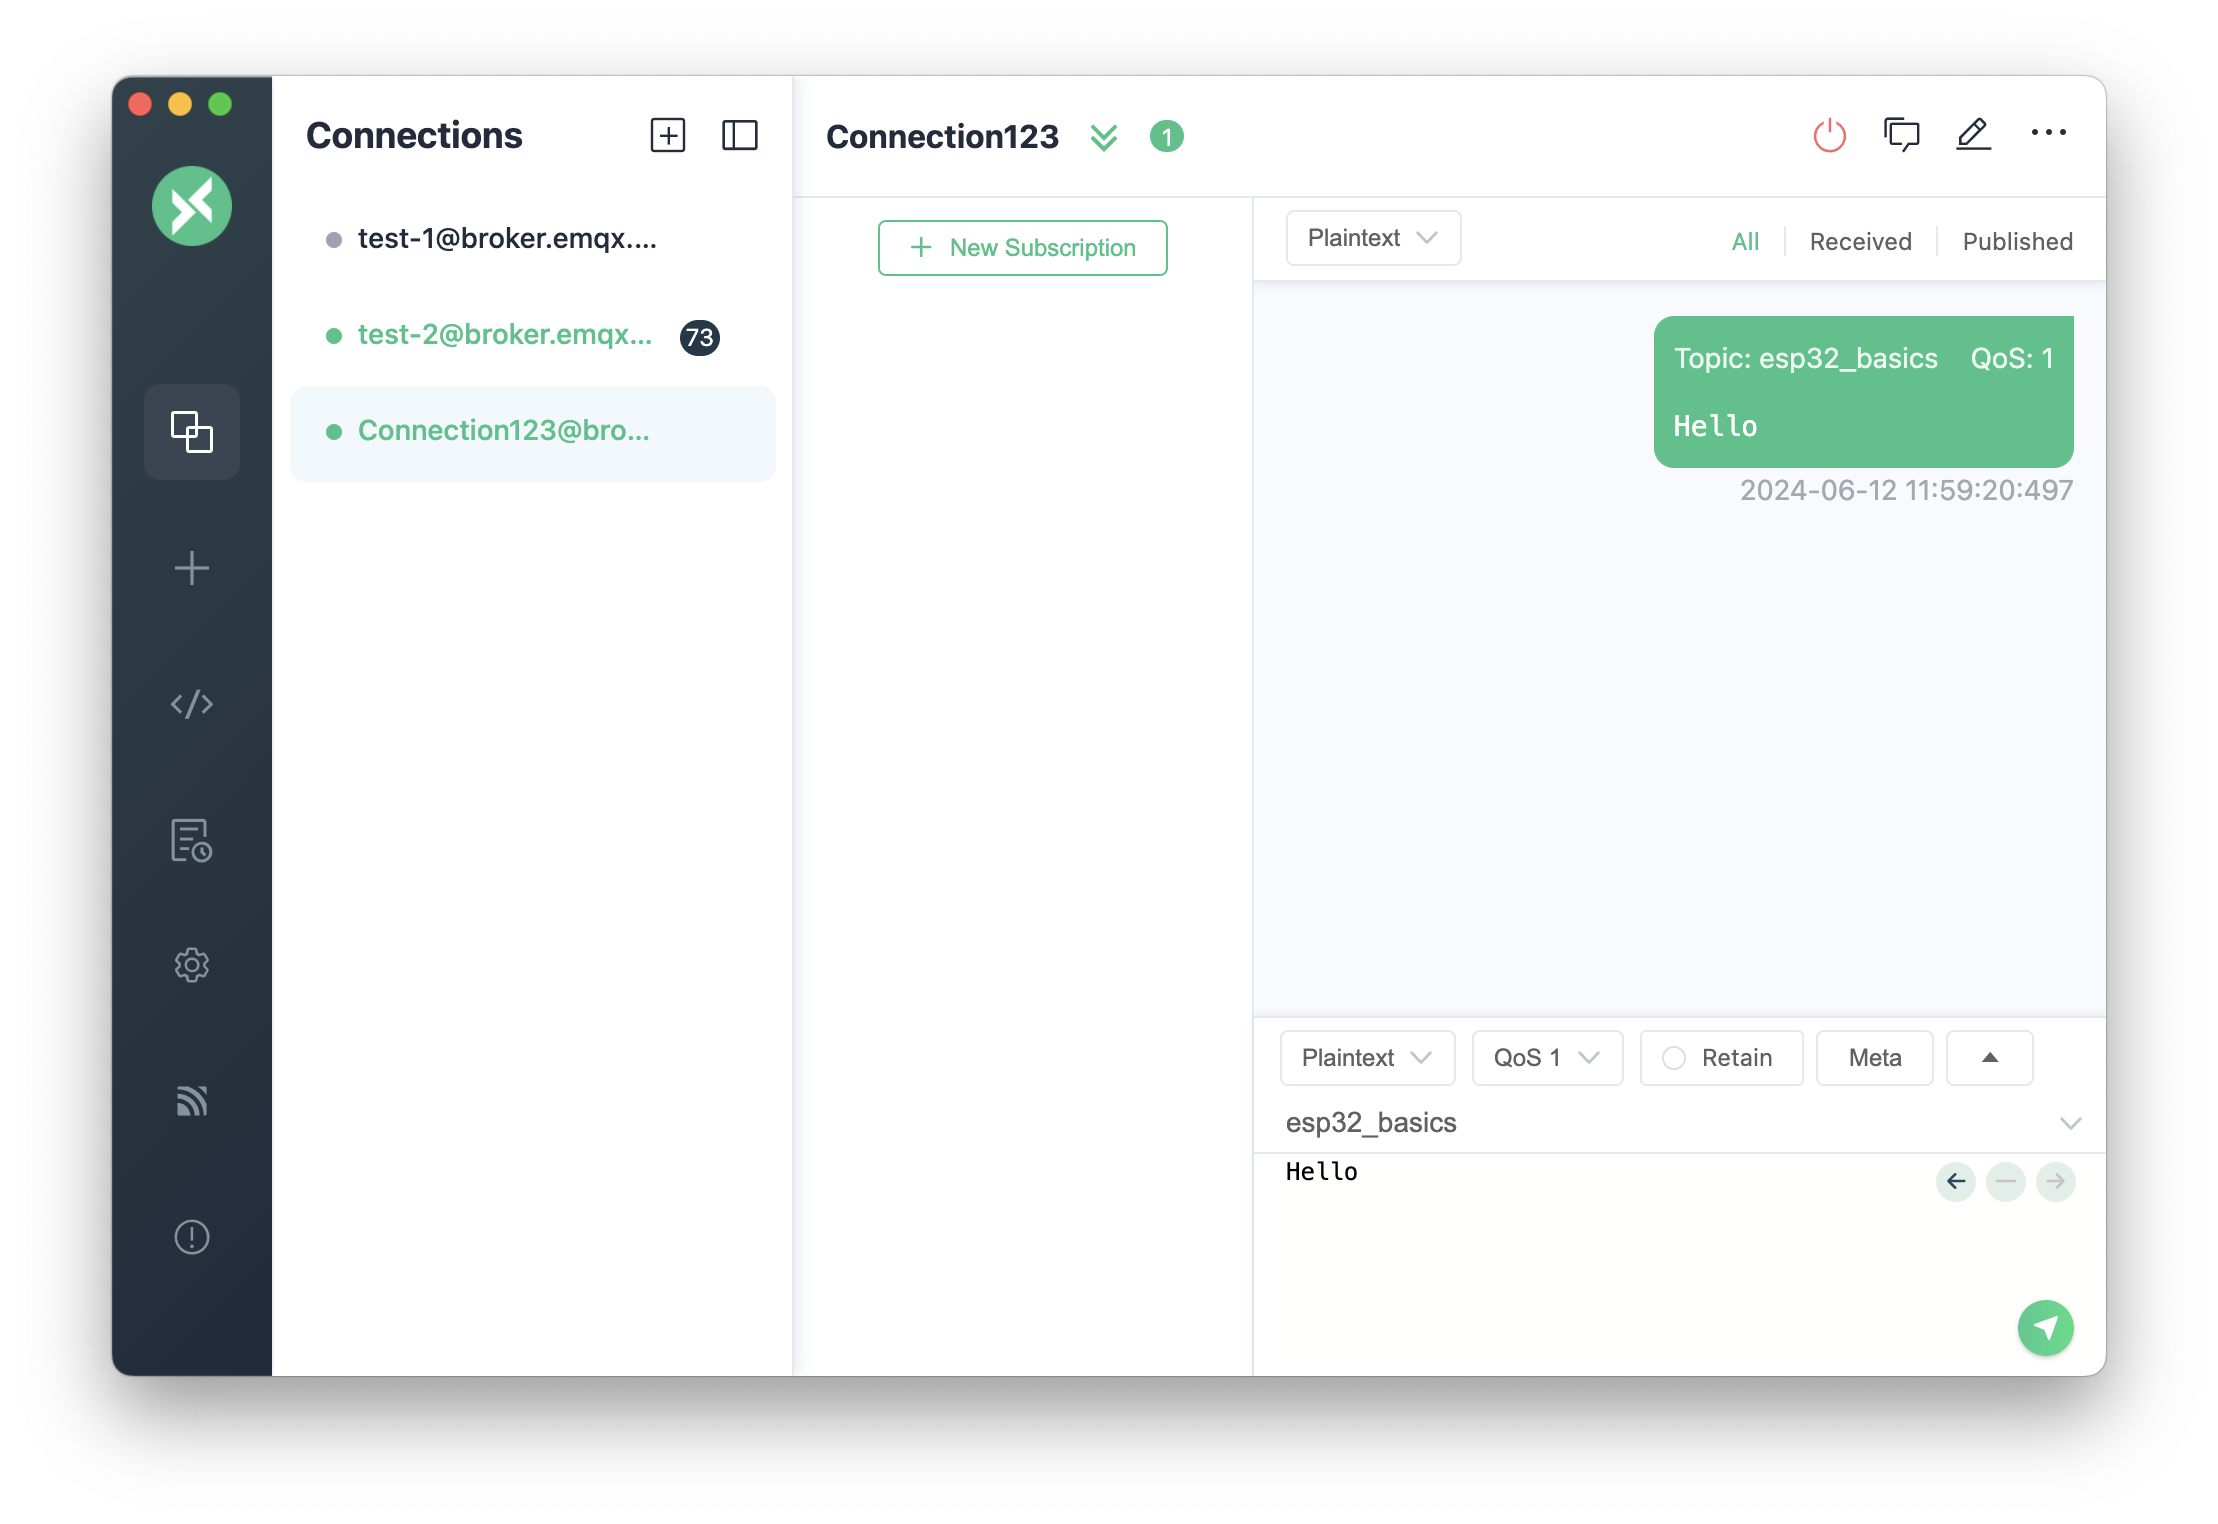 Connections
test-1@broker.emqx....
test-2@broker.emqx...
73
Connection123@bro...
Connection123
1
New Subscription
Plaintext
All
Received
Published
Topic: esp32_basics QoS: 1
Hello
2024-06-12 11:59:20:497
Plaintext
QoS 1
Retain
Meta
esp32_basics
Hello